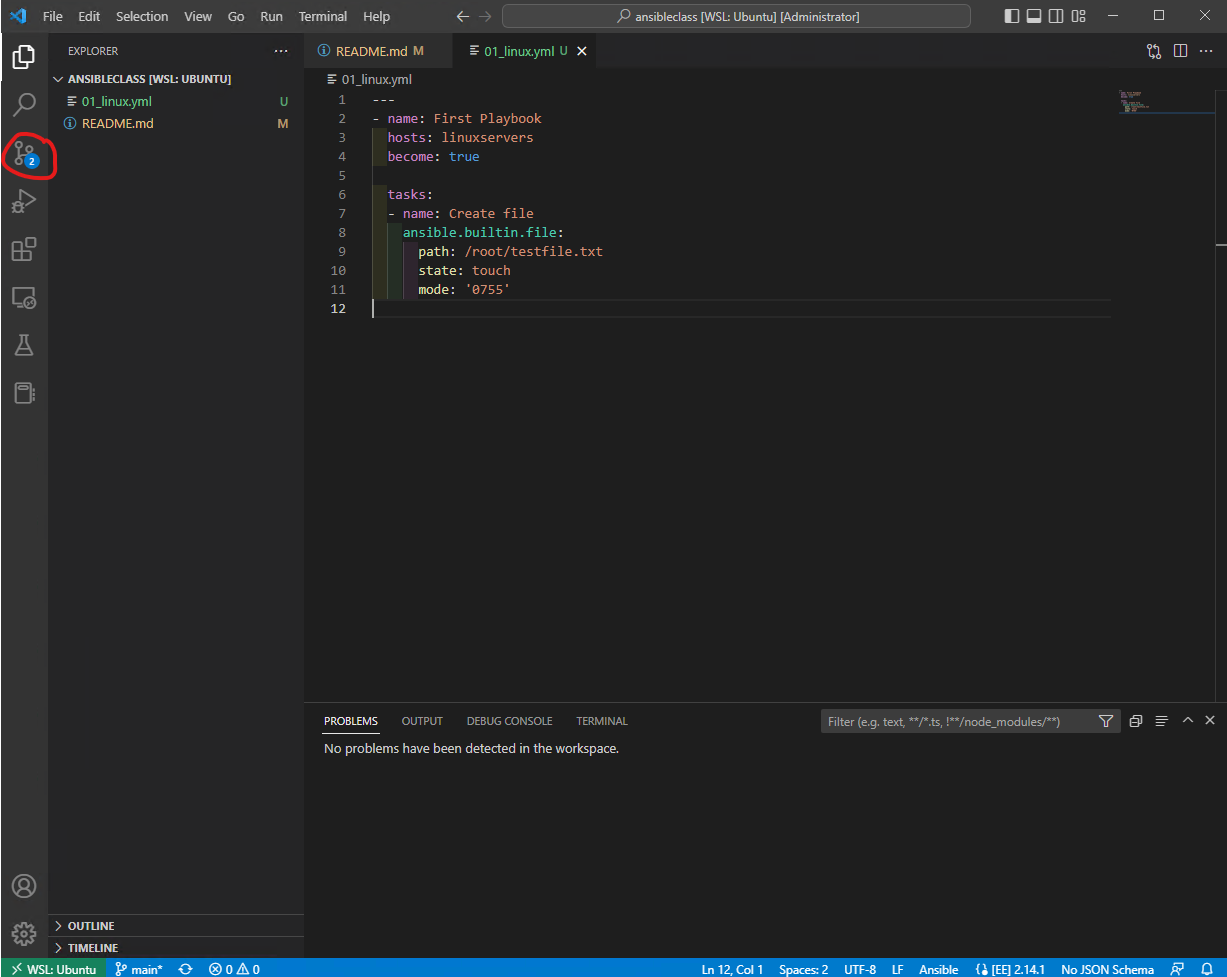 File Edit Selection View Go Run Terminal Help
ansibleclass [WSL: Ubuntu] [Administrator]
EXPLORER
ANSIBLECLASS [WSL: UBUNTU]
01_linux.yml U
README.md M
2
README.md M
01_linux.yml U
01_linux.yml
1 ---
2 - name: First Playbook
3   hosts: linuxservers
4   become: true
5
6   tasks:
7   - name: Create file
8     ansible.builtin.file:
9       path: /root/testfile.txt
10       state: touch
11       mode: '0755'
12
PROBLEMS OUTPUT DEBUG CONSOLE TERMINAL
Filter (e.g. text, **/*.ts, !**/node_modules/**)
No problems have been detected in the workspace.
OUTLINE
TIMELINE
WSL: Ubuntu main* 0 0 Ln 12, Col 1 Spaces: 2 UTF-8 LF Ansible [EE] 2.14.1 No JSON Schema